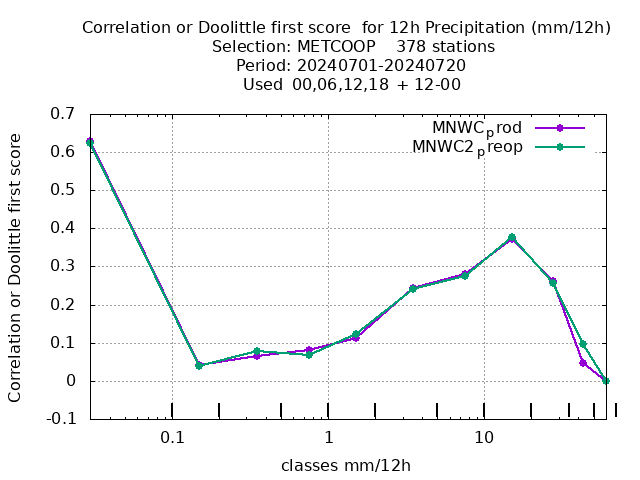 Correlation or Doolittle first score  for 12h Precipitation (mm/12h)
Selection: METCOOP    378 stations
Period: 20240701-20240720
Used  00,06,12,18  + 12-00
MNWCprod
MNWC2preop
Correlation or Doolittle first score
0.7
0.6
0.5
0.4
0.3
0.2
0.1
0
-0.1
0.1 1 10
classes mm/12h